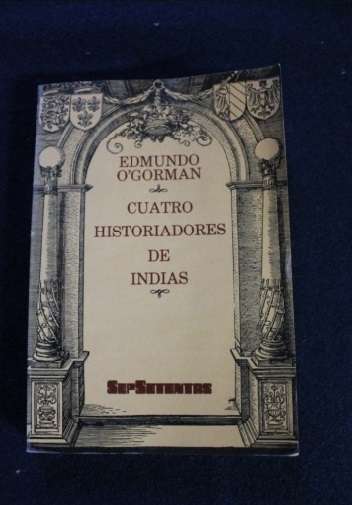 EDMUNDO
O'GORMAN
CUATRO
HISTORIADORES
DE
INDIAS
SepSetentas